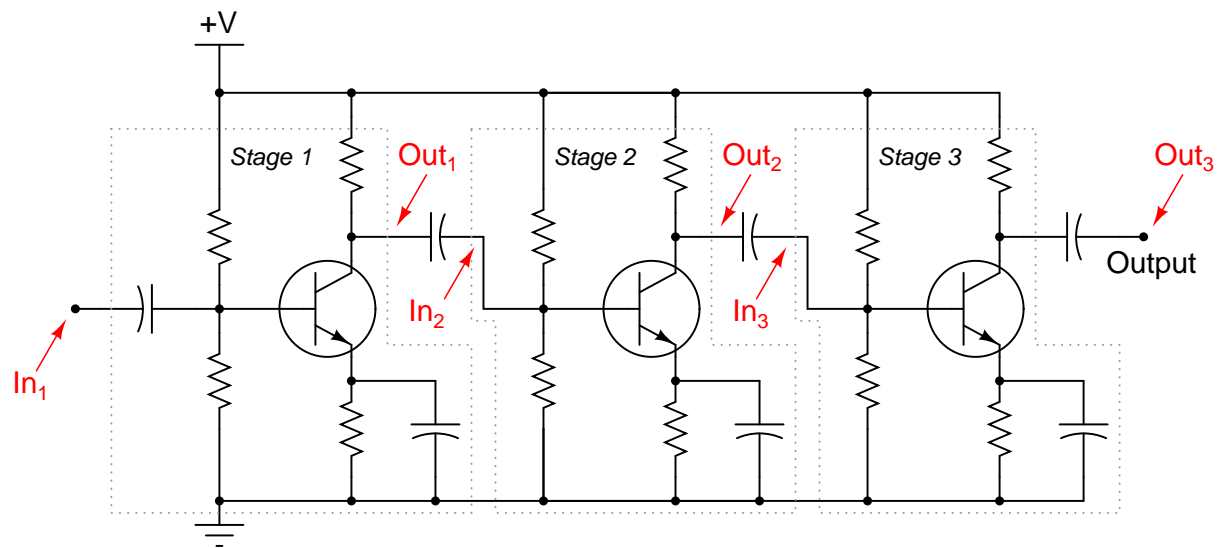 +V
Stage 1
Out₁
Stage 2
Out₂
Stage 3
Out₃
Output
In₂
In₃
In₁